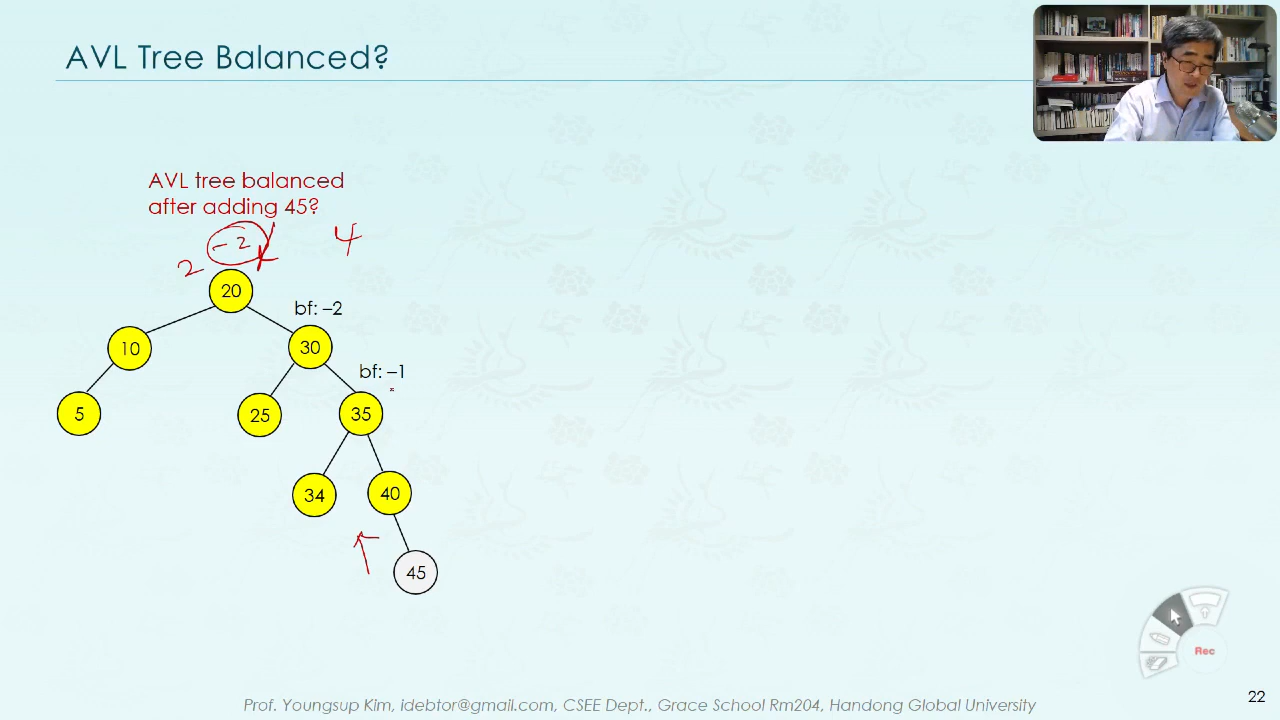 AVL Tree Balanced?
AVL tree balanced
after adding 45?
-2
4
2
20
bf: –2
10
30
bf: –1
5
25
35
34
40
45
Rec
Prof. Youngsup Kim, idebtor@gmail.com, CSEE Dept., Grace School Rm204, Handong Global University
22